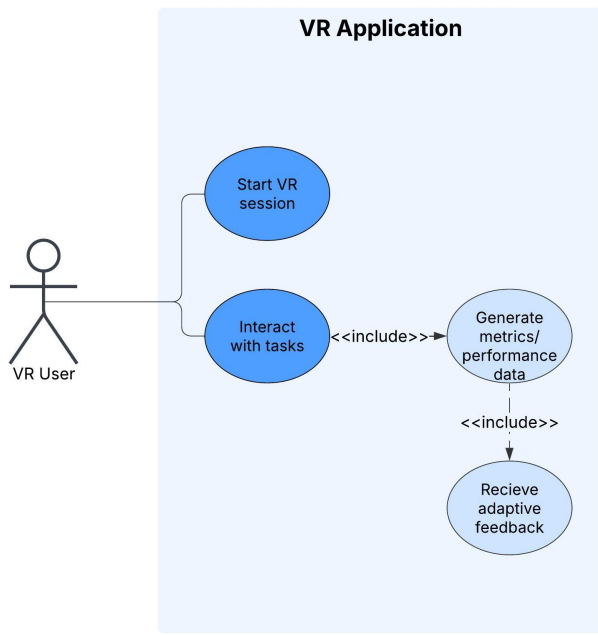 VR Application
Start VR
session
Interact
with tasks
<<include>>
Generate
metrics/
performance
data
VR User
<<include>>
Recieve
adaptive
feedback